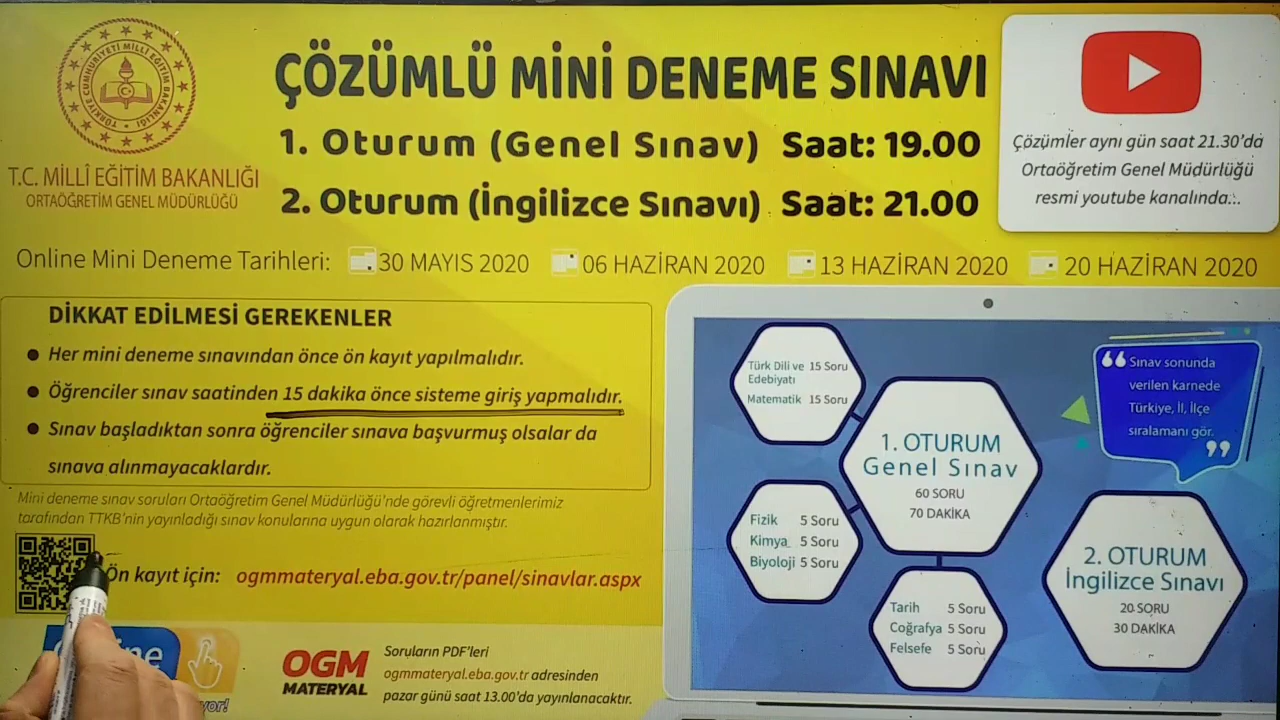 TÜRKİYE CUMHURİYETİ MİLLÎ EĞİTİM BAKANLIĞI
T.C. MİLLÎ EĞİTİM BAKANLIĞI
ORTAÖĞRETİM GENEL MÜDÜRLÜĞÜ
ÇÖZÜMLÜ MİNİ DENEME SINAVI
1. Oturum (Genel Sınav) Saat: 19.00
2. Oturum (İngilizce Sınavı) Saat: 21.00
Çözümler aynı gün saat 21.30'da
Ortaöğretim Genel Müdürlüğü
resmi youtube kanalında...
Online Mini Deneme Tarihleri: 30 MAYIS 2020 06 HAZİRAN 2020 13 HAZİRAN 2020 20 HAZİRAN 2020
DİKKAT EDİLMESİ GEREKENLER
● Her mini deneme sınavından önce ön kayıt yapılmalıdır.
● Öğrenciler sınav saatinden 15 dakika önce sisteme giriş yapmalıdır.
● Sınav başladıktan sonra öğrenciler sınava başvurmuş olsalar da
sınava alınmayacaklardır.
Mini deneme sınav soruları Ortaöğretim Genel Müdürlüğü'nde görevli öğretmenlerimiz
tarafından TTKB'nin yayınladığı sınav konularına uygun olarak hazırlanmıştır.
Ön kayıt için: ogmmateryal.eba.gov.tr/panel/sinavlar.aspx
OGM
MATERYAL
Soruların PDF'leri
ogmmateryal.eba.gov.tr adresinden
pazar günü saat 13.00'da yayınlanacaktır.
Türk Dili ve 15 Soru
Edebiyatı
Matematik 15 Soru
1. OTURUM
Genel Sınav
60 SORU
70 DAKİKA
Fizik 5 Soru
Kimya 5 Soru
Biyoloji 5 Soru
Tarih 5 Soru
Coğrafya 5 Soru
Felsefe 5 Soru
“ Sınav sonunda
verilen karnede
Türkiye, İl, İlçe
sıralamanı gör. ”
2. OTURUM
İngilizce Sınavı
20 SORU
30 DAKİKA